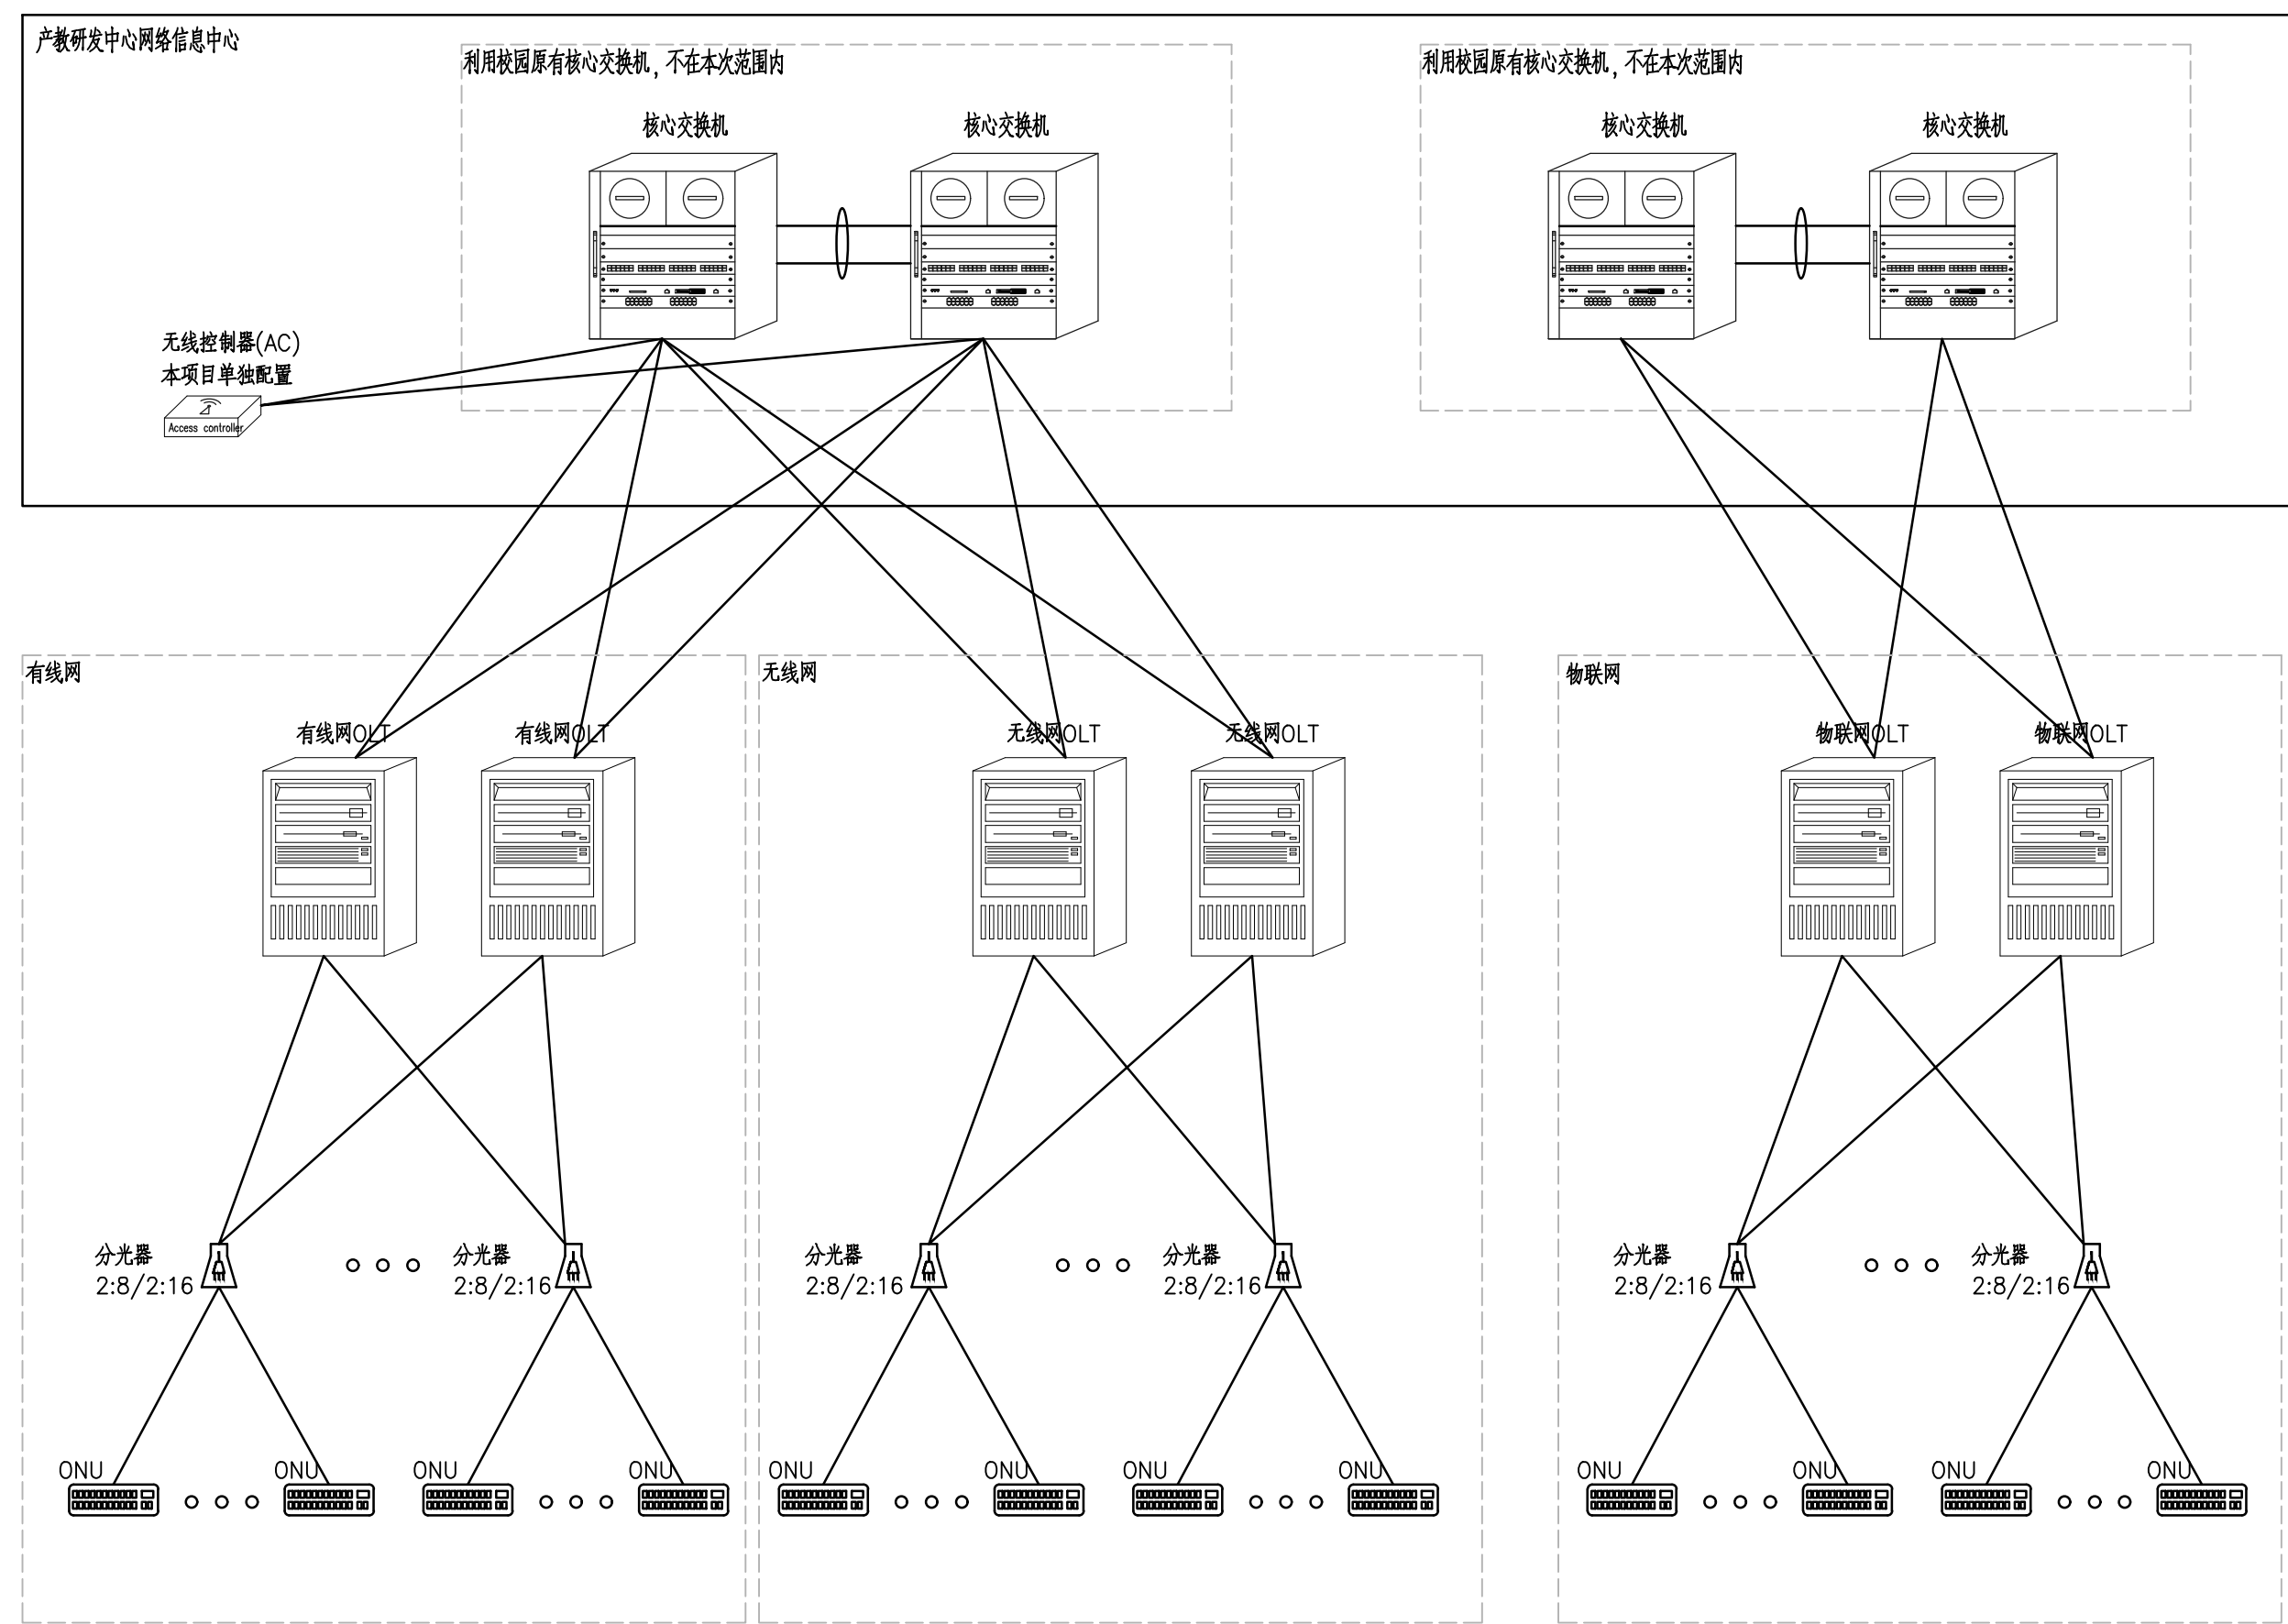 产教研发中心网络信息中心
利用校园原有核心交换机，不在本次范围内
利用校园原有核心交换机，不在本次范围内
核心交换机
核心交换机
核心交换机
核心交换机
无线控制器(AC)
本项目单独配置
Access controller
有线网
无线网
物联网
有线网OLT
有线网OLT
无线网OLT
无线网OLT
物联网OLT
物联网OLT
分光器
2:8/2:16
分光器
2:8/2:16
分光器
2:8/2:16
分光器
2:8/2:16
分光器
2:8/2:16
分光器
2:8/2:16
ONU
ONU
ONU
ONU
ONU
ONU
ONU
ONU
ONU
ONU
ONU
ONU